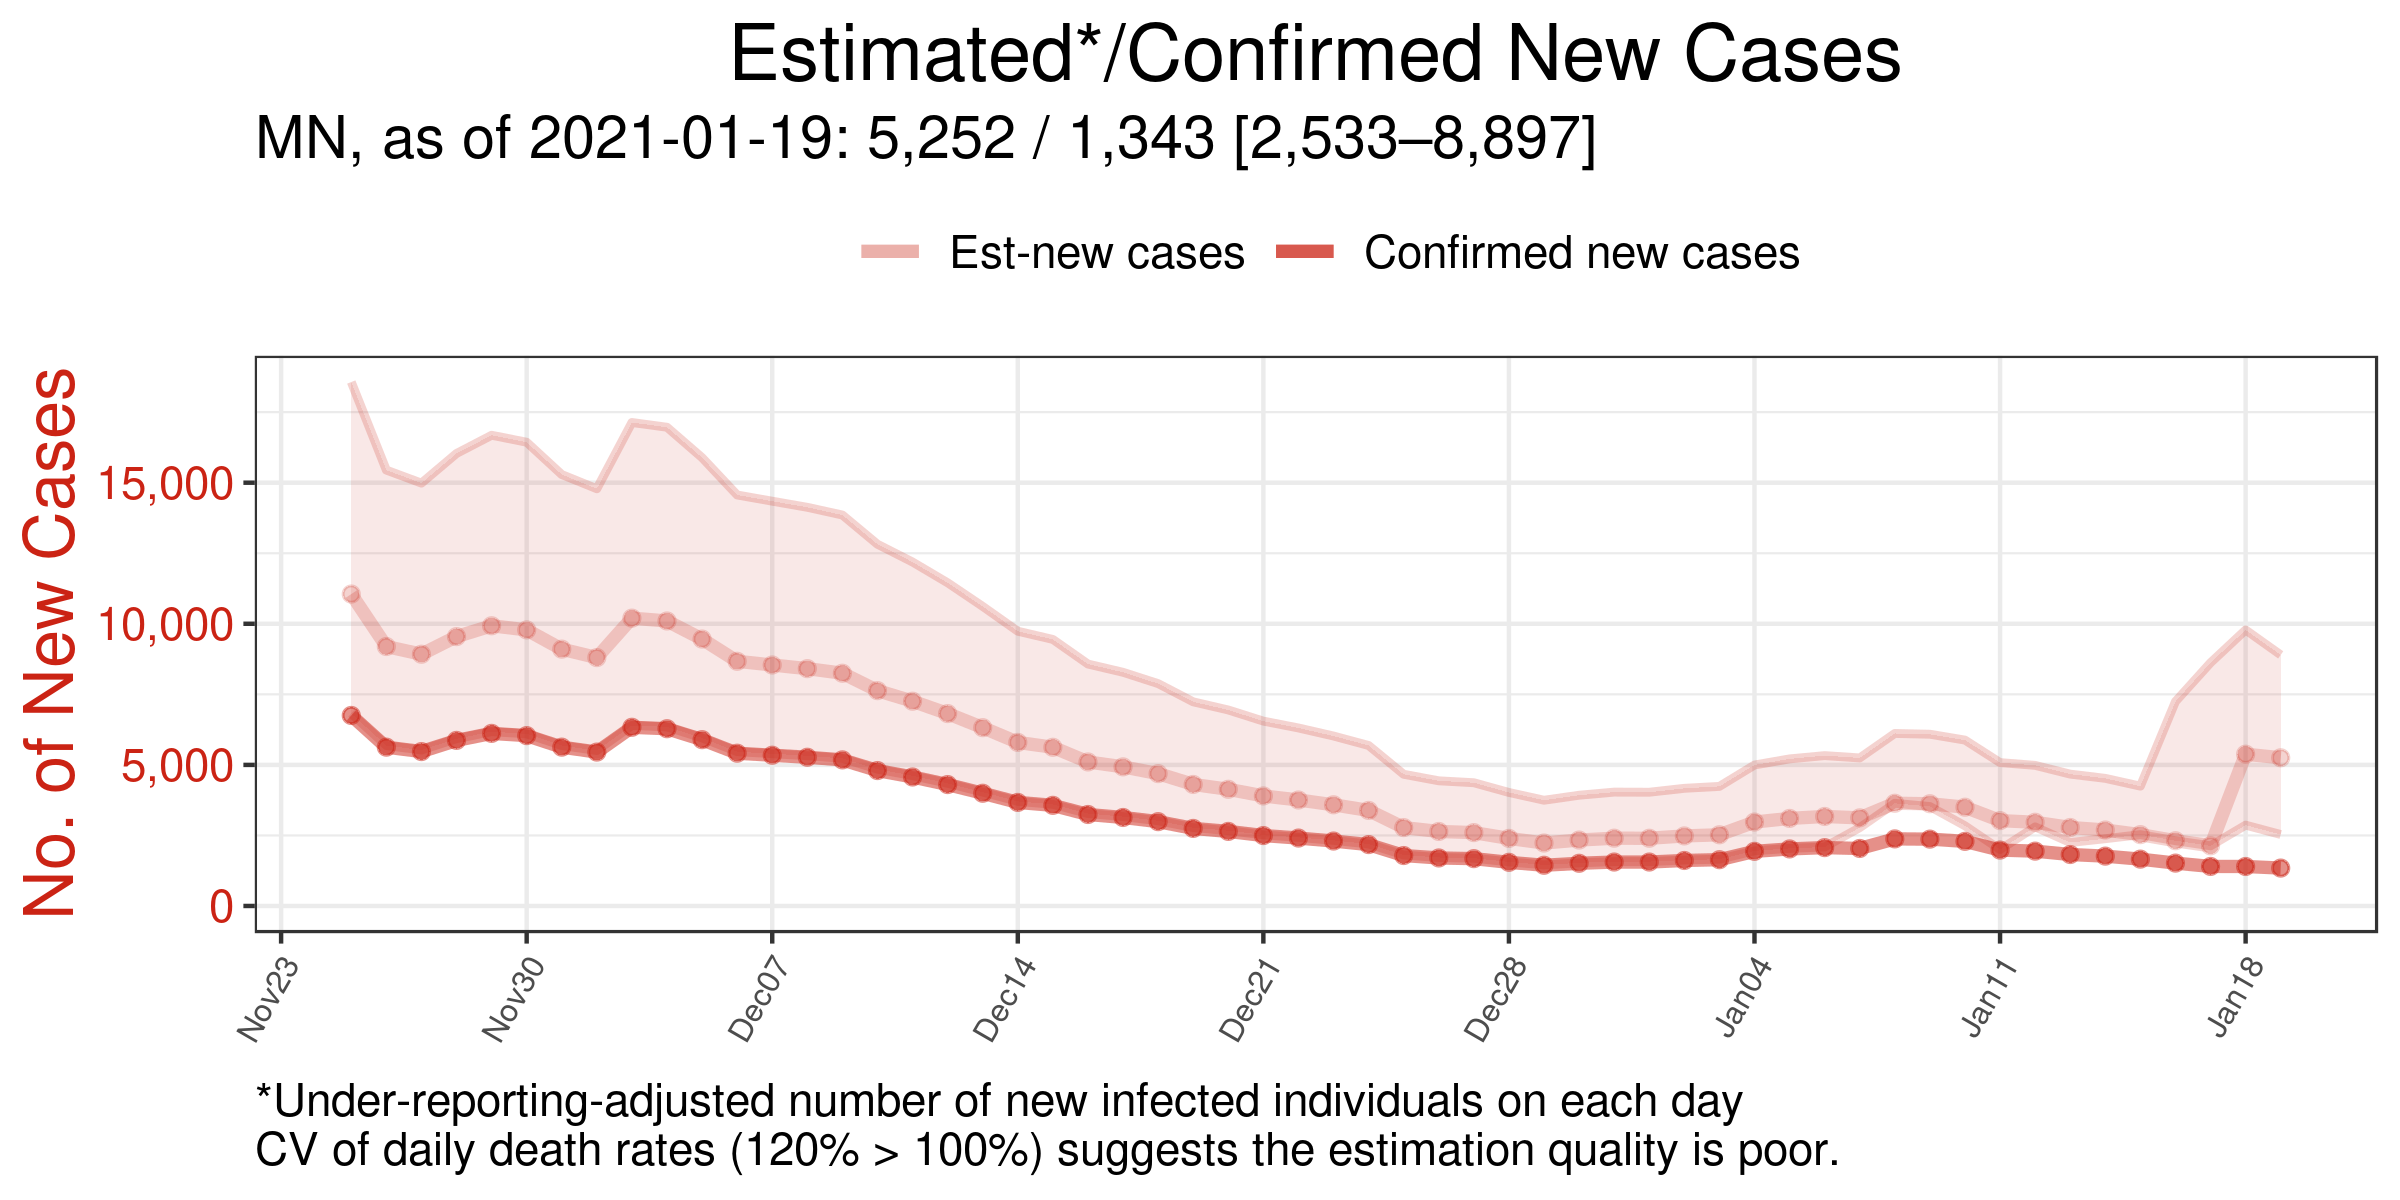 Estimated*/Confirmed New Cases
MN, as of 2021-01-19: 5,252 / 1,343 [2,533–8,897]
Est-new cases
Confirmed new cases
No. of New Cases
15,000
10,000
5,000
0
Nov23
Nov30
Dec07
Dec14
Dec21
Dec28
Jan04
Jan11
Jan18
*Under-reporting-adjusted number of new infected individuals on each day
CV of daily death rates (120% > 100%) suggests the estimation quality is poor.